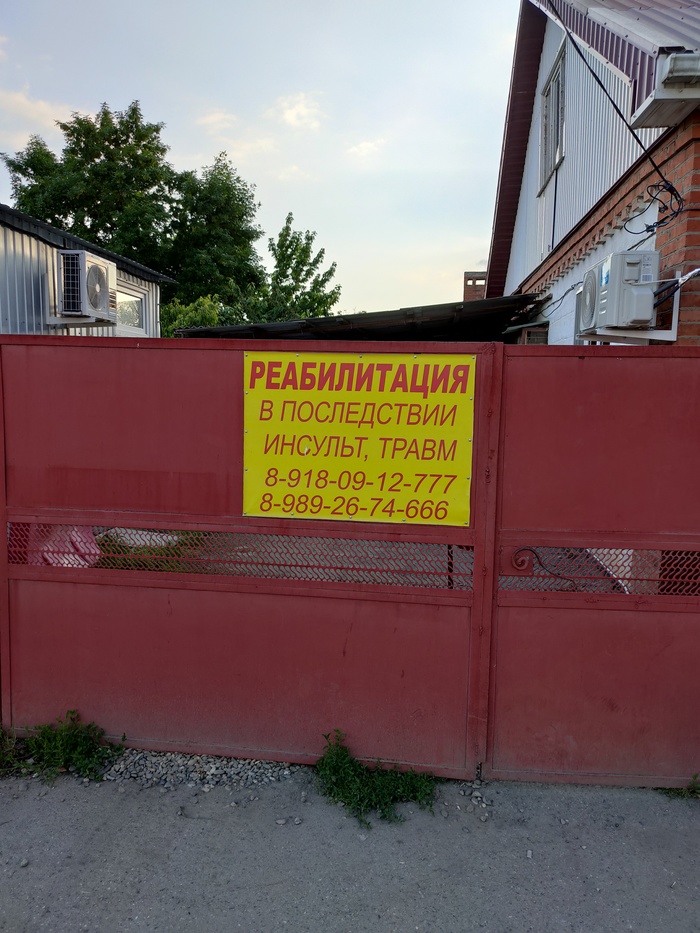 РЕАБИЛИТАЦИЯ
В ПОСЛЕДСТВИИ
ИНСУЛЬТ, ТРАВМ
8-918-09-12-777
8-989-26-74-666